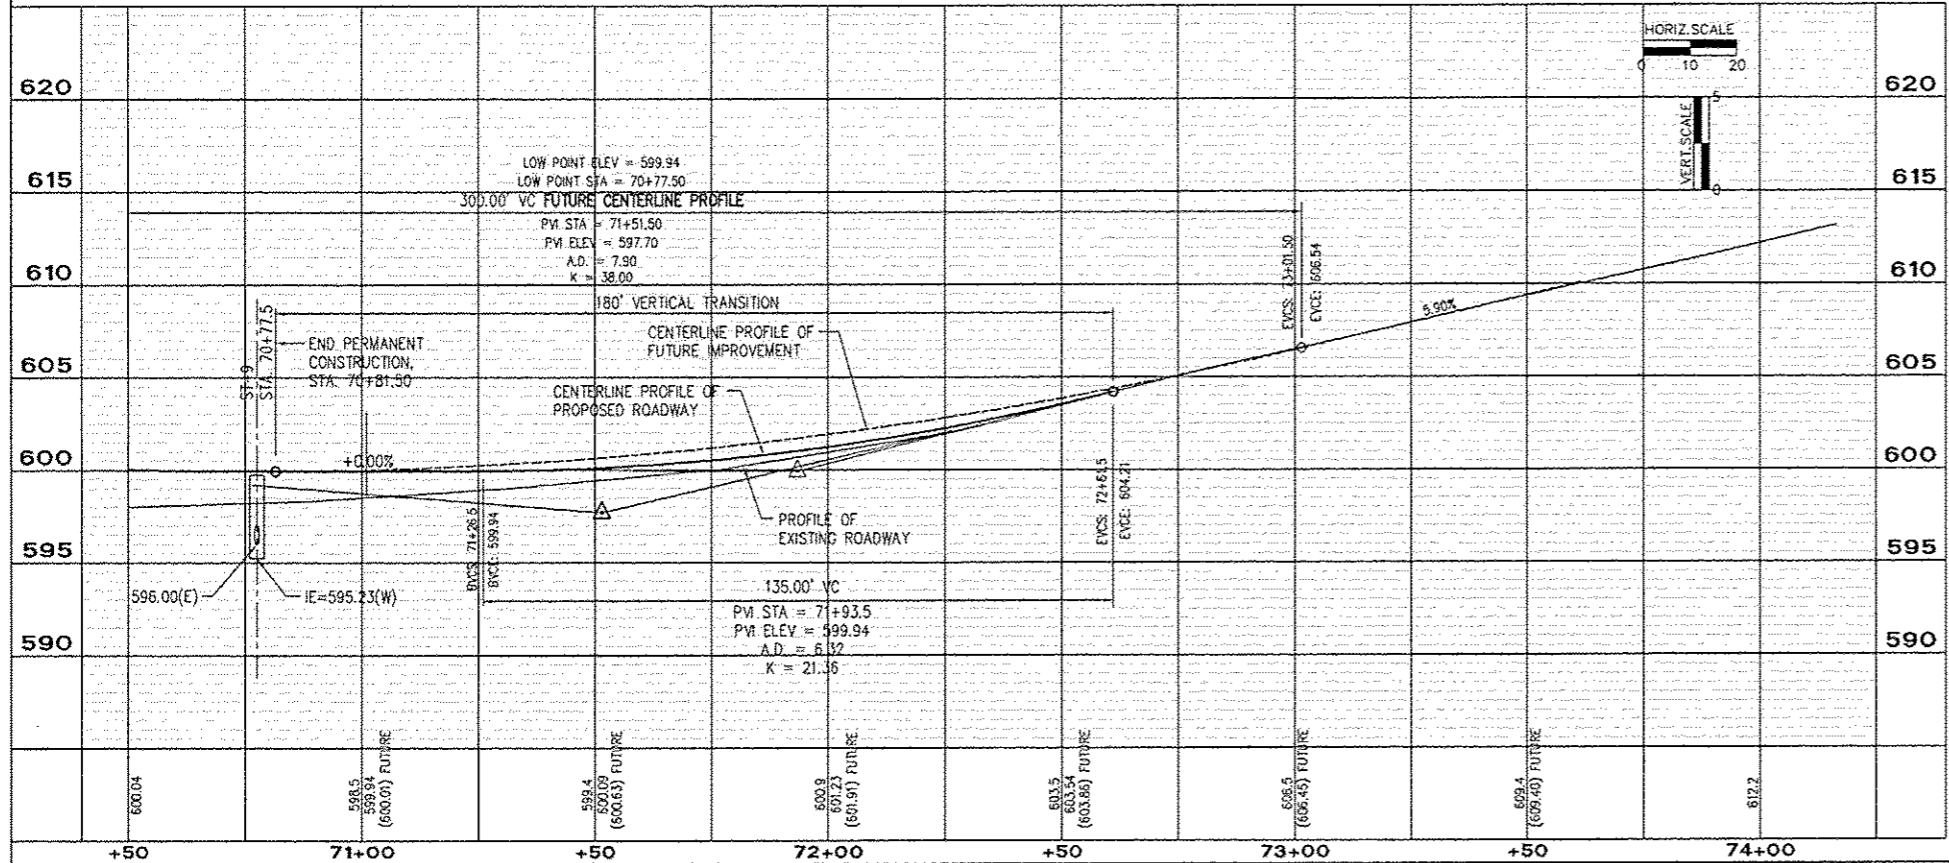 HORIZ.SCALE
0 10 20
VERT.SCALE
5
0
620
620
615
615
610
610
605
605
600
600
595
595
590
590
LOW POINT ELEV = 599.94
LOW POINT STA = 70+77.50
300.00' VC FUTURE CENTERLINE PROFILE
PVI STA = 71+51.50
PVI ELEV = 597.70
A.D. = 7.90
K = 38.00
180' VERTICAL TRANSITION
ST-9
STA. 70+77.5
END PERMANENT
CONSTRUCTION,
STA. 70+81.50
CENTERLINE PROFILE OF
FUTURE IMPROVEMENT
CENTERLINE PROFILE OF
PROPOSED ROADWAY
EVCS: 73+01.50
EVCE: 606.54
5.90%
+0.00%
BVCS: 71+26.5
BVCE: 599.94
PROFILE OF
EXISTING ROADWAY
EVCS: 72+61.5
EVCE: 604.21
596.00(E)
IE=595.23(W)
135.00' VC
PVI STA = 71+93.5
PVI ELEV = 599.94
A.D. = 6.32
K = 21.36
600.04
598.5
599.94
(600.01) FUTURE
599.4
600.09
(600.63) FUTURE
600.9
601.23
(601.91) FUTURE
603.5
603.54
(603.86) FUTURE
606.5
(606.45) FUTURE
609.4
(609.40) FUTURE
612.2
+50 71+00 +50 72+00 +50 73+00 +50 74+00